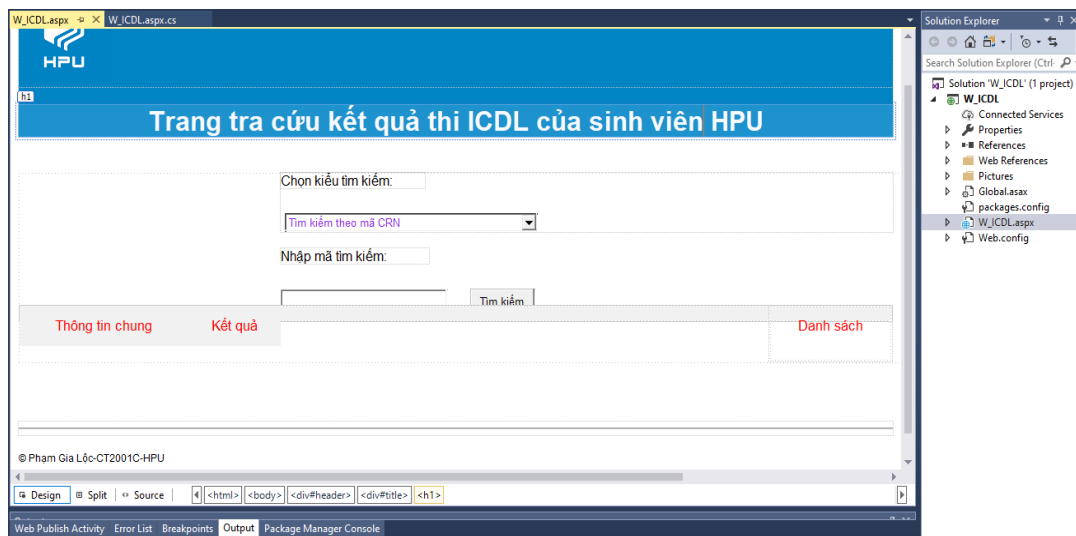 W_ICDL.aspx W_ICDL.aspx.cs
HPU
h1
Trang tra cứu kết quả thi ICDL của sinh viên HPU
Chọn kiểu tìm kiếm:
Tìm kiếm theo mã CRN
Nhập mã tìm kiếm:
Tìm kiếm
Thông tin chung Kết quả Danh sách
© Phạm Gia Lộc-CT2001C-HPU
Design Split Source <html> <body> <div#header> <div#title> <h1>
Web Publish Activity Error List Breakpoints Output Package Manager Console
Solution Explorer
Search Solution Explorer (Ctrl-
Solution 'W_ICDL' (1 project)
W_ICDL
Connected Services
Properties
References
Web References
Pictures
Global.asax
packages.config
W_ICDL.aspx
Web.config